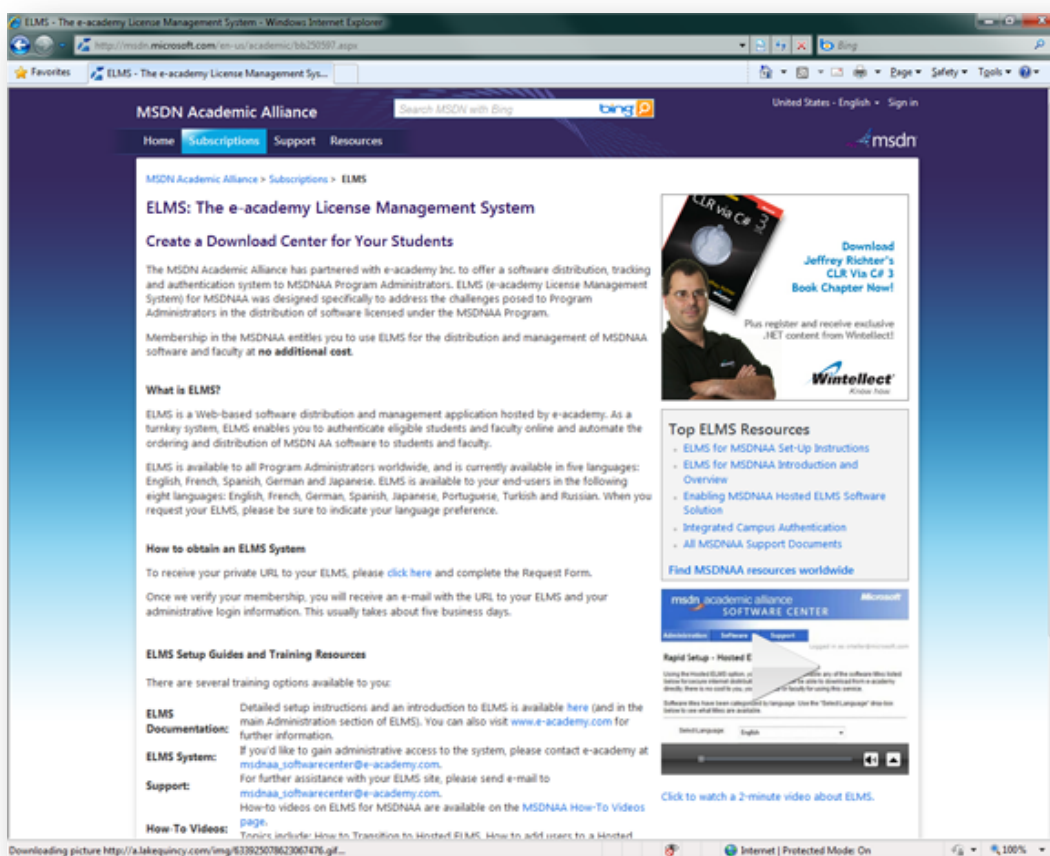 ELMS - The e-academy License Management System - Windows Internet Explorer
http://msdn.microsoft.com/en-us/academic/bb250597.aspx
Bing
Favorites
ELMS - The e-academy License Management Sys...
Page
Safety
Tools
MSDN Academic Alliance
Search MSDN with Bing
bing
United States - English
Sign in
Home Subscriptions Support Resources
msdn
MSDN Academic Alliance > Subscriptions > ELMS
ELMS: The e-academy License Management System
Create a Download Center for Your Students
The MSDN Academic Alliance has partnered with e-academy Inc. to offer a software distribution, tracking
and authentication system to MSDNAA Program Administrators. ELMS (e-academy License Management
System) for MSDNAA was designed specifically to address the challenges posed to Program
Administrators in the distribution of software licensed under the MSDNAA Program.
Membership in the MSDNAA entitles you to use ELMS for the distribution and management of MSDNAA
software and faculty at no additional cost.
What is ELMS?
ELMS is a Web-based software distribution and management application hosted by e-academy. As a
turnkey system, ELMS enables you to authenticate eligible students and faculty online and automate the
ordering and distribution of MSDN AA software to students and faculty.
ELMS is available to all Program Administrators worldwide, and is currently available in five languages:
English, French, Spanish, German and Japanese. ELMS is available to your end-users in the following
eight languages: English, French, German, Spanish, Japanese, Portuguese, Turkish and Russian. When you
request your ELMS, please be sure to indicate your language preference.
How to obtain an ELMS System
To receive your private URL to your ELMS, please click here and complete the Request Form.
Once we verify your membership, you will receive an e-mail with the URL to your ELMS and your
administrative login information. This usually takes about five business days.
ELMS Setup Guides and Training Resources
There are several training options available to you:
ELMS
Documentation:
Detailed setup instructions and an introduction to ELMS is available here (and in the
main Administration section of ELMS). You can also visit www.e-academy.com for
further information.
ELMS System:
If you'd like to gain administrative access to the system, please contact e-academy at
msdnaa_softwarecenter@e-academy.com.
Support:
For further assistance with your ELMS site, please send e-mail to
msdnaa_softwarecenter@e-academy.com.
How-To Videos:
How-to videos on ELMS for MSDNAA are available on the MSDNAA How-To Videos
page.
Topics include: How to Transition to Hosted ELMS, How to add users to a Hosted
CLR via C# 3
Download
Jeffrey Richter's
CLR Via C# 3
Book Chapter Now!
Plus register and receive exclusive
.NET content from Wintellect!
Wintellect
Know how
Top ELMS Resources
ELMS for MSDNAA Set-Up Instructions
ELMS for MSDNAA Introduction and
Overview
Enabling MSDNAA Hosted ELMS Software
Solution
Integrated Campus Authentication
All MSDNAA Support Documents
Find MSDNAA resources worldwide
msdn academic alliance
SOFTWARE CENTER
Microsoft
Administration Software Support
Rapid Setup - Hosted E
Select Language: English
Click to watch a 2-minute video about ELMS.
Downloading picture http://a.lakequincy.com/img/633925078623067476.gif...
Internet | Protected Mode: On
100%